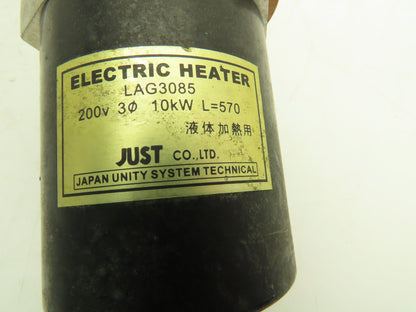 ELECTRIC HEATER
LAG3085
200v 3Φ 10kW L=570
液体加熱用
JUST CO.,LTD.
JAPAN UNITY SYSTEM TECHNICAL